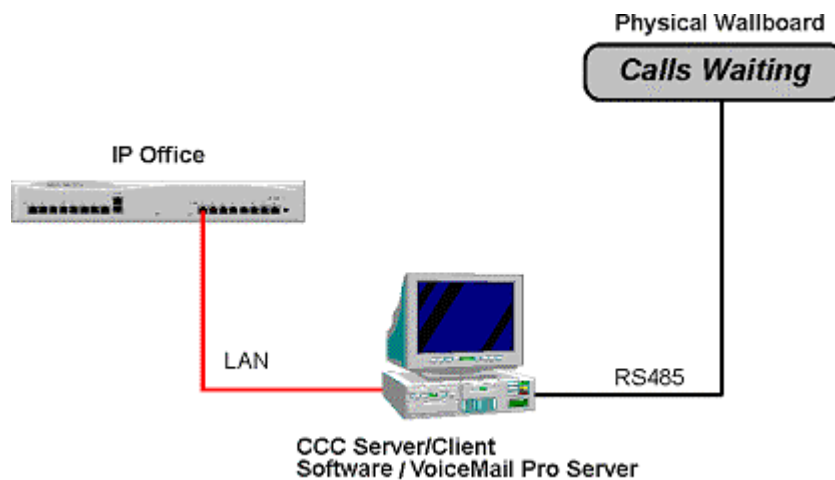 Physical Wallboard
Calls Waiting
IP Office
LAN
RS485
CCC Server/Client
Software / VoiceMail Pro Server